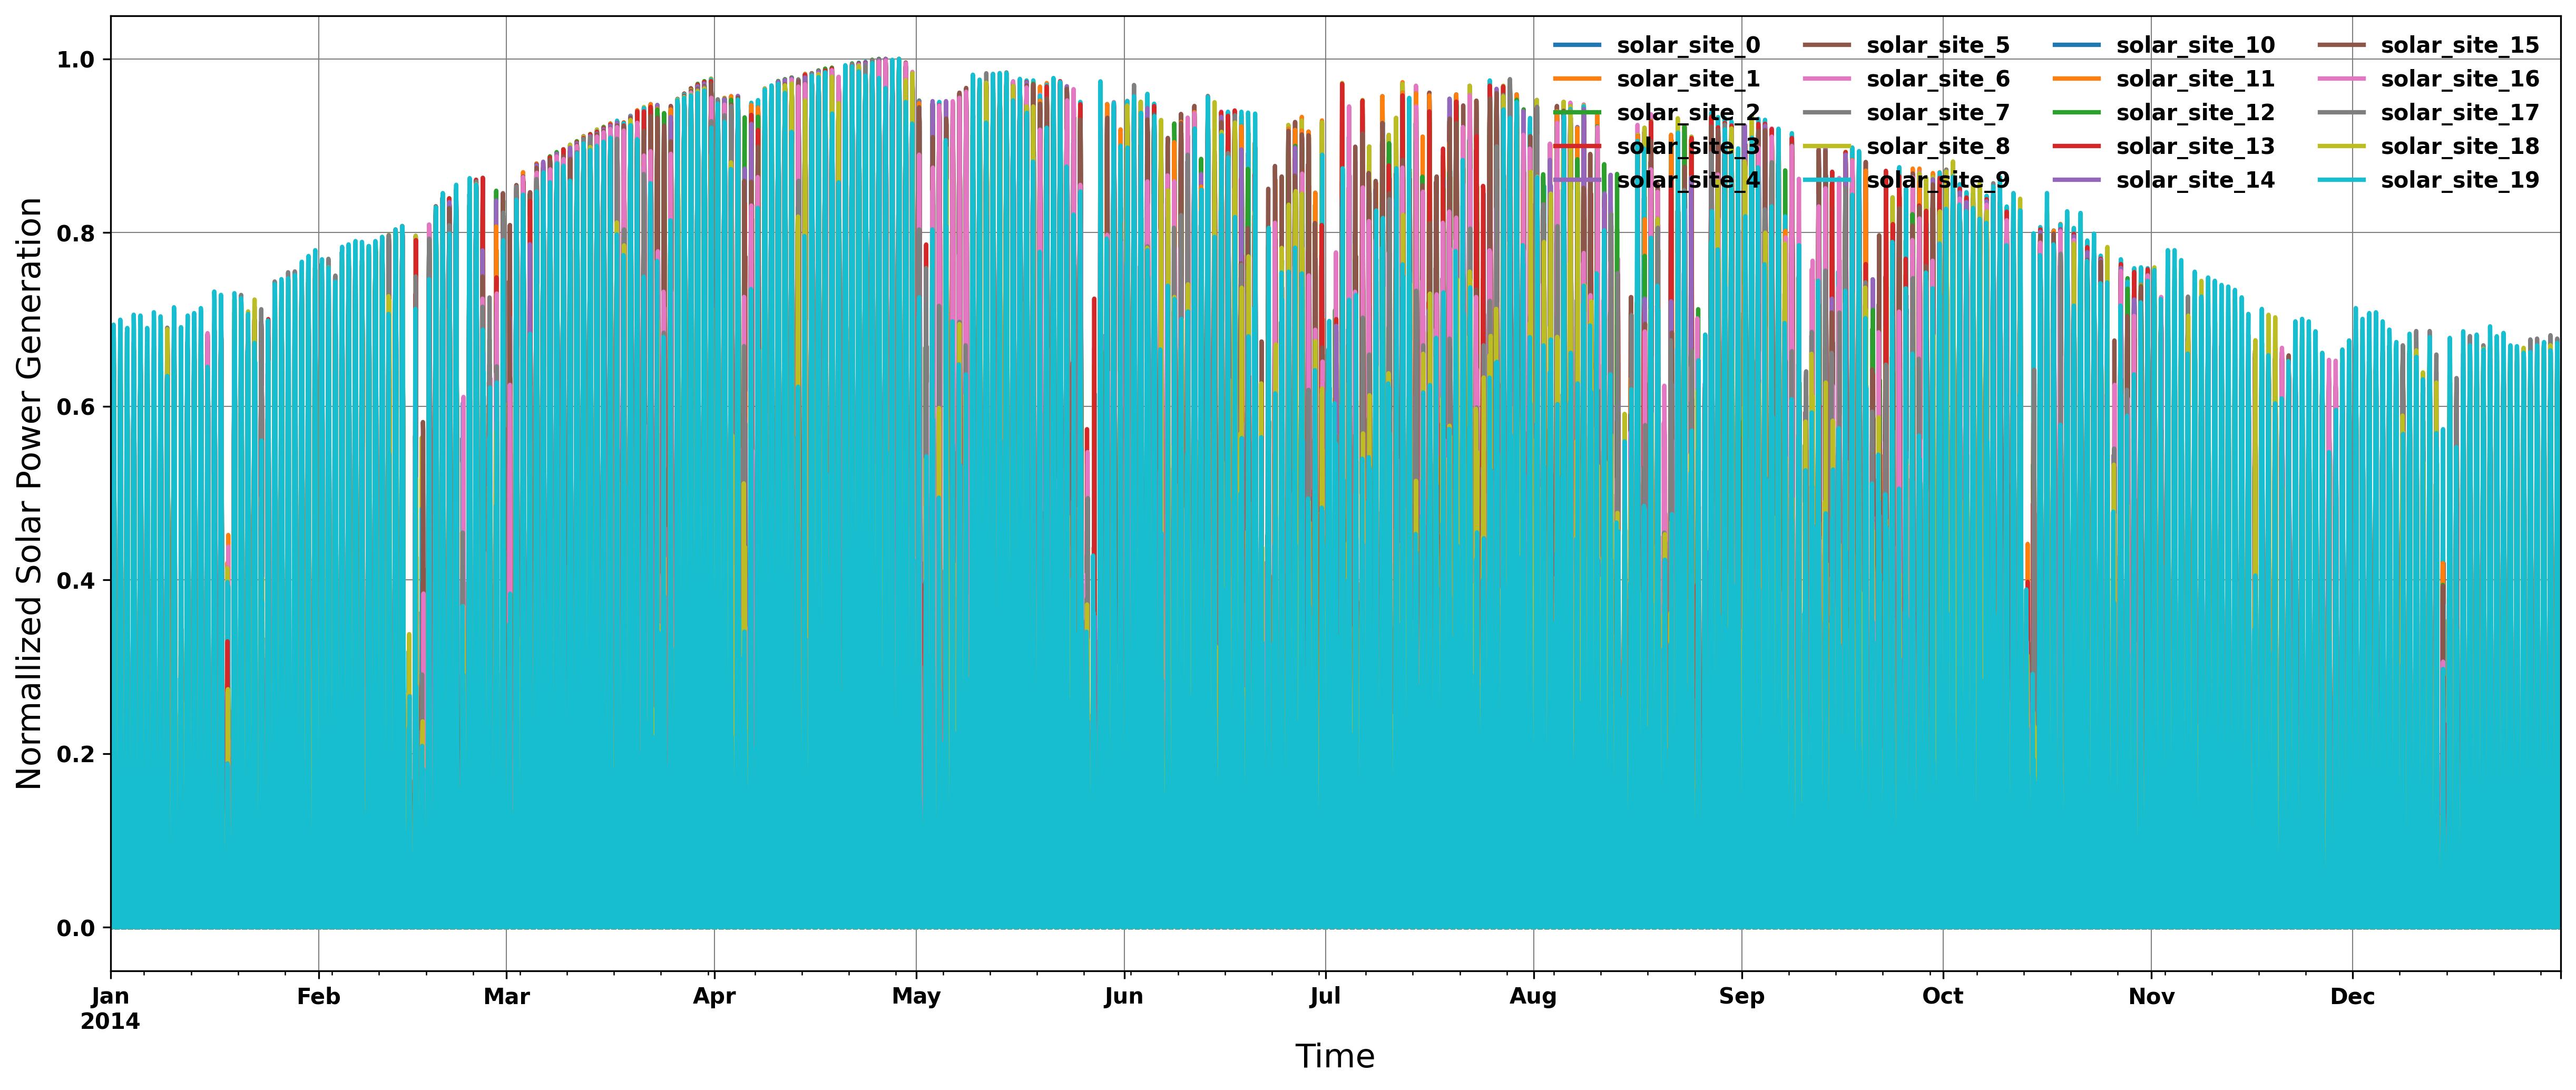 Normallized Solar Power Generation
1.0
0.8
0.6
0.4
0.2
0.0
solar_site_0
solar_site_1
solar_site_2
solar_site_3
solar_site_4
solar_site_5
solar_site_6
solar_site_7
solar_site_8
solar_site_9
solar_site_10
solar_site_11
solar_site_12
solar_site_13
solar_site_14
solar_site_15
solar_site_16
solar_site_17
solar_site_18
solar_site_19
Jan Feb Mar Apr May Jun Jul Aug Sep Oct Nov Dec
2014
Time